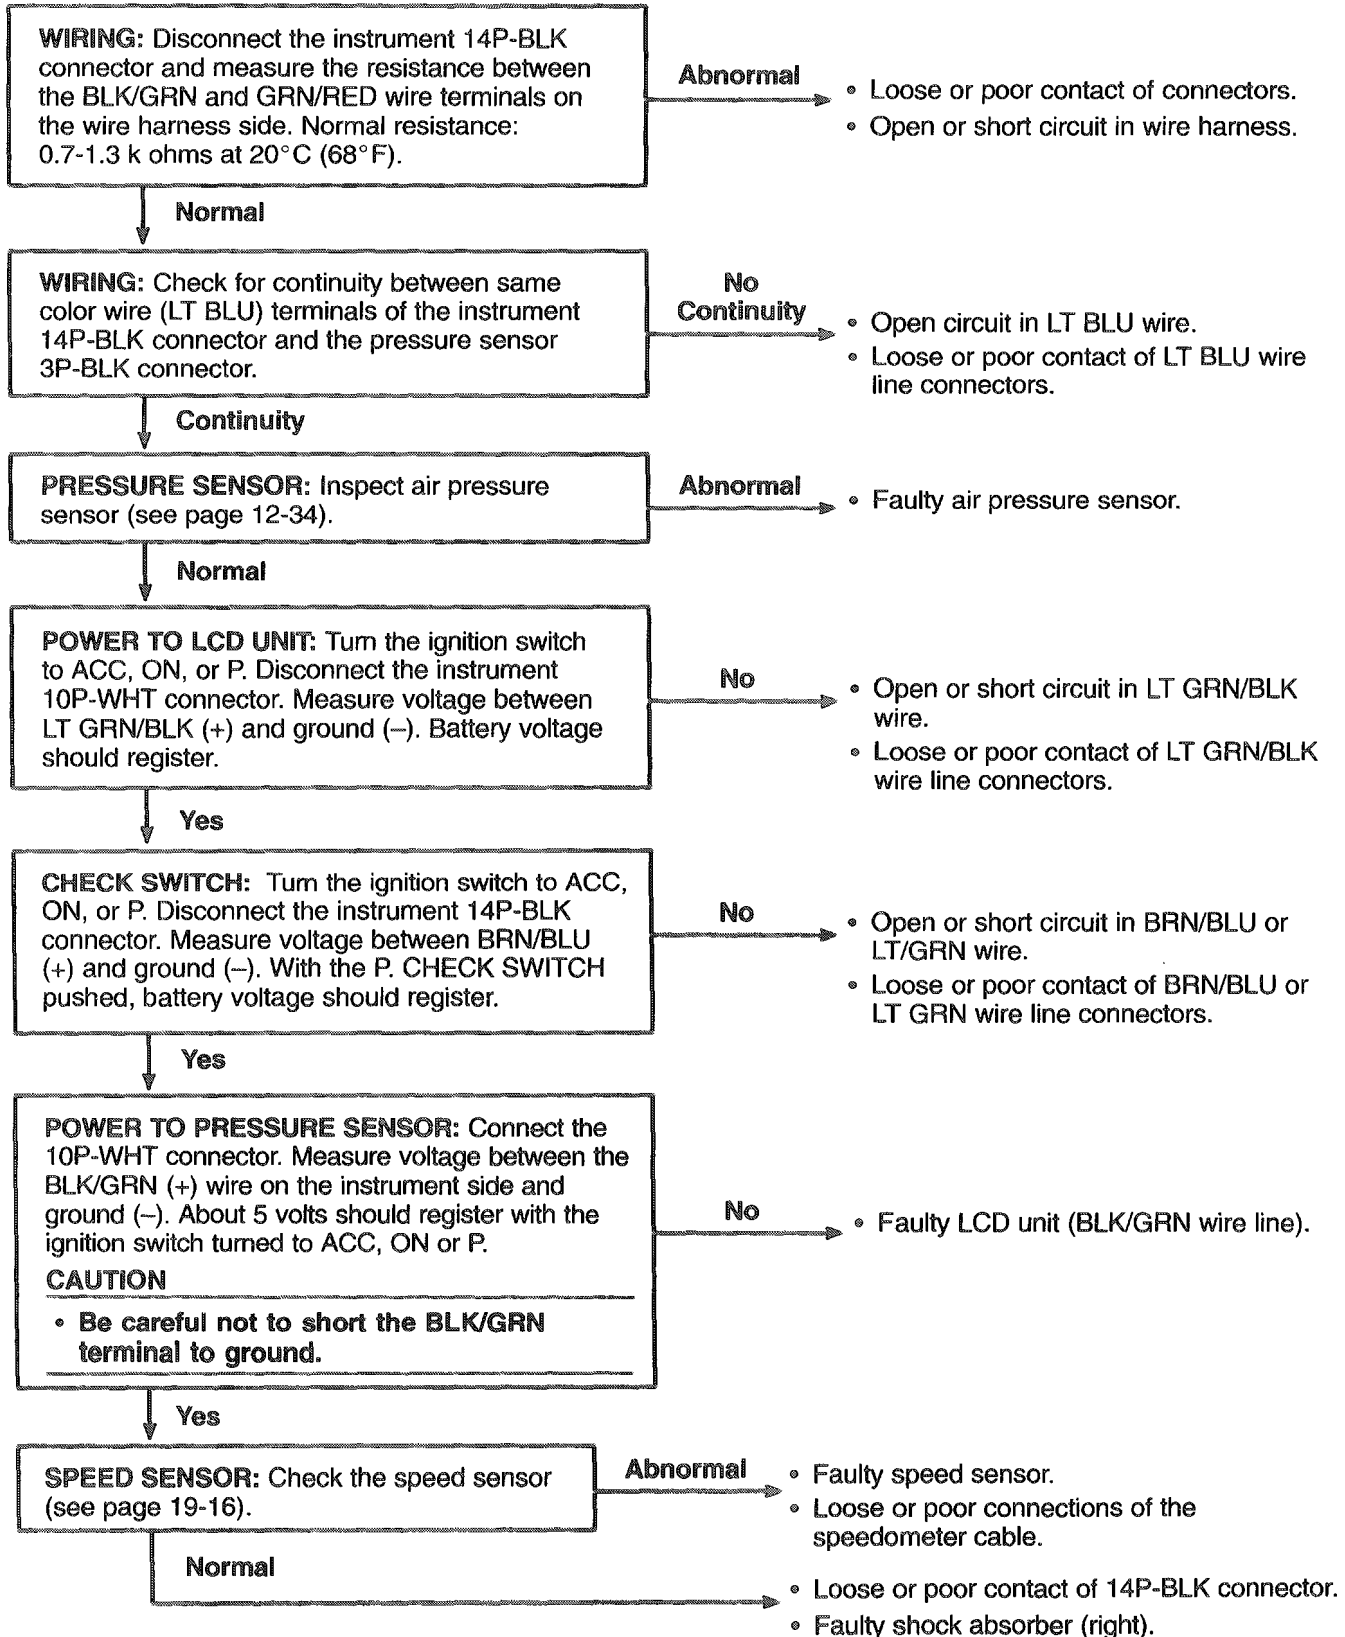 WIRING: Disconnect the instrument 14P-BLK
connector and measure the resistance between
the BLK/GRN and GRN/RED wire terminals on
the wire harness side. Normal resistance:
0.7-1.3 k ohms at 20°C (68°F).
Abnormal
• Loose or poor contact of connectors.
• Open or short circuit in wire harness.
Normal
WIRING: Check for continuity between same
color wire (LT BLU) terminals of the instrument
14P-BLK connector and the pressure sensor
3P-BLK connector.
No
Continuity
• Open circuit in LT BLU wire.
• Loose or poor contact of LT BLU wire
line connectors.
Continuity
PRESSURE SENSOR: Inspect air pressure
sensor (see page 12-34).
Abnormal
• Faulty air pressure sensor.
Normal
POWER TO LCD UNIT: Turn the ignition switch
to ACC, ON, or P. Disconnect the instrument
10P-WHT connector. Measure voltage between
LT GRN/BLK (+) and ground (–). Battery voltage
should register.
No
• Open or short circuit in LT GRN/BLK
wire.
• Loose or poor contact of LT GRN/BLK
wire line connectors.
Yes
CHECK SWITCH: Turn the ignition switch to ACC,
ON, or P. Disconnect the instrument 14P-BLK
connector. Measure voltage between BRN/BLU
(+) and ground (–). With the P. CHECK SWITCH
pushed, battery voltage should register.
No
• Open or short circuit in BRN/BLU or
LT/GRN wire.
• Loose or poor contact of BRN/BLU or
LT GRN wire line connectors.
Yes
POWER TO PRESSURE SENSOR: Connect the
10P-WHT connector. Measure voltage between the
BLK/GRN (+) wire on the instrument side and
ground (–). About 5 volts should register with the
ignition switch turned to ACC, ON or P.
CAUTION
• Be careful not to short the BLK/GRN
terminal to ground.
No
• Faulty LCD unit (BLK/GRN wire line).
Yes
SPEED SENSOR: Check the speed sensor
(see page 19-16).
Abnormal
• Faulty speed sensor.
• Loose or poor connections of the
speedometer cable.
Normal
• Loose or poor contact of 14P-BLK connector.
• Faulty shock absorber (right).